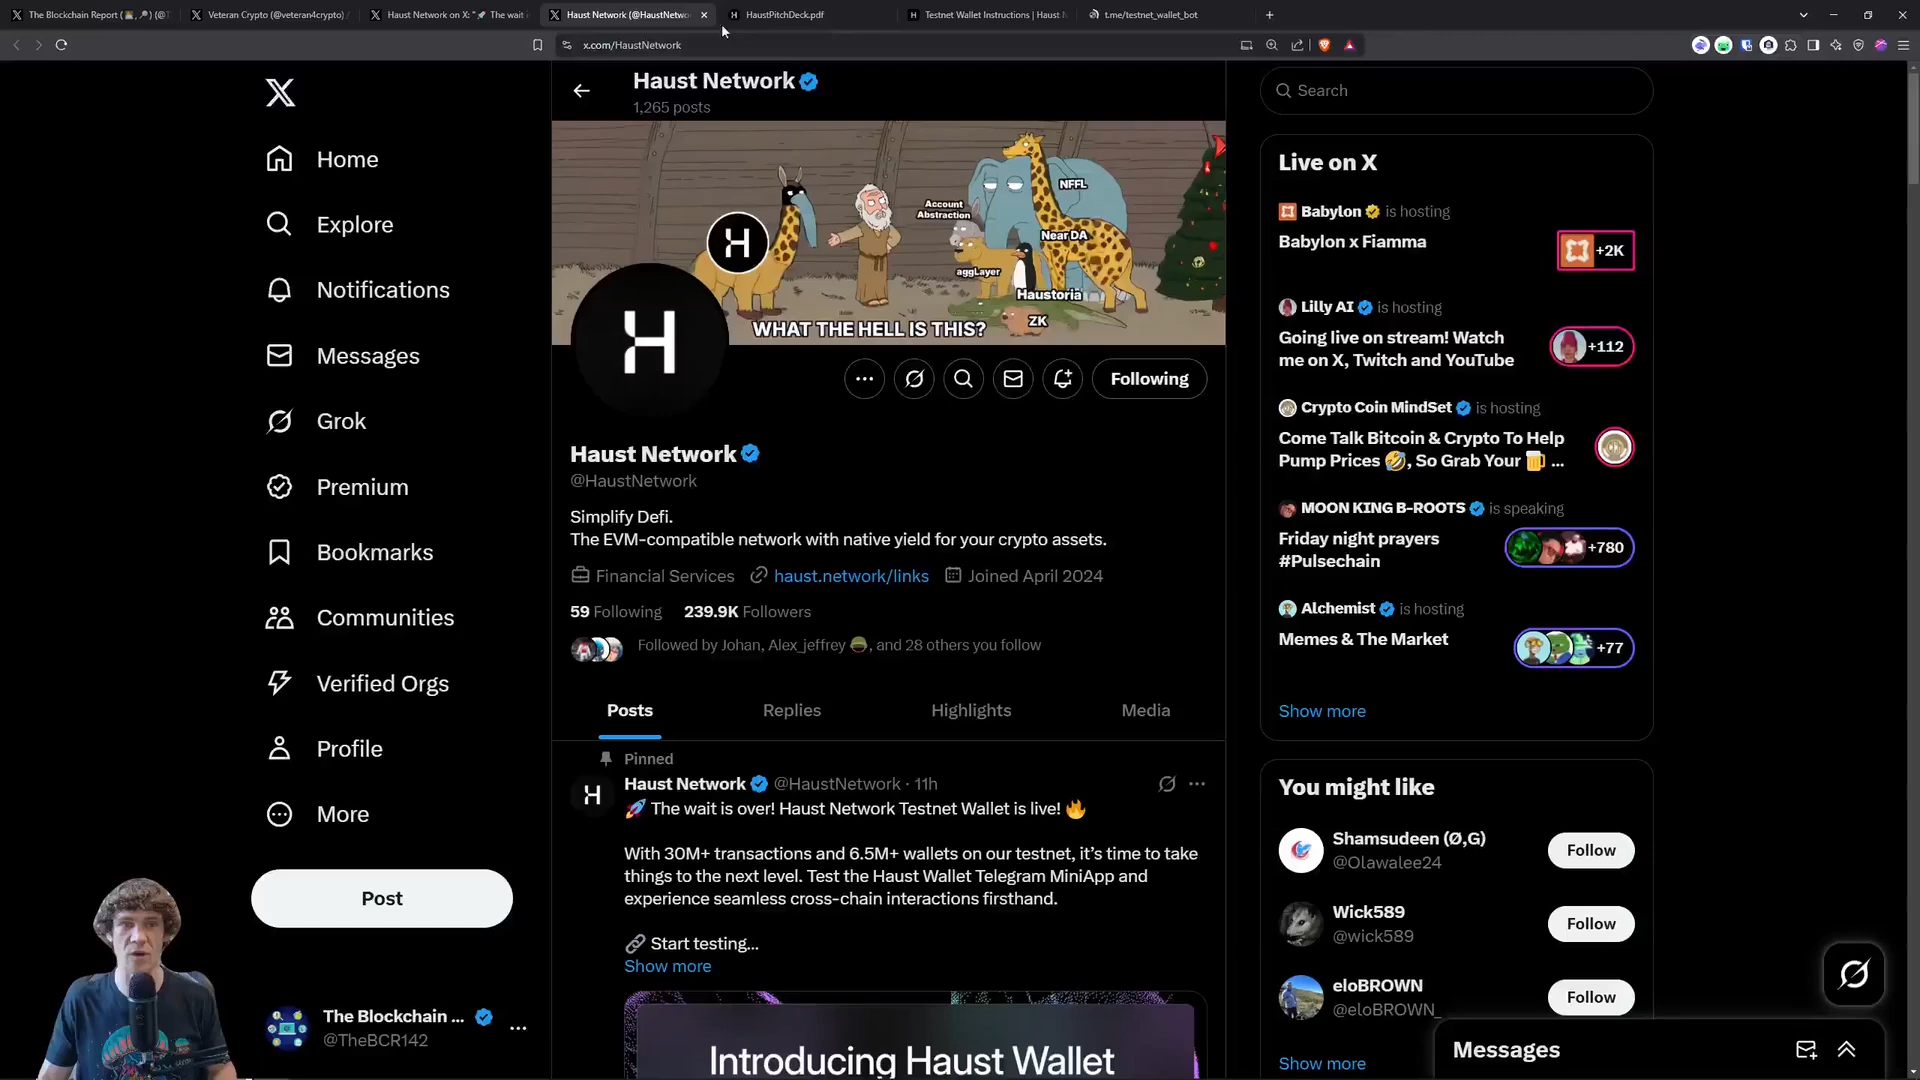 The Blockchain Report
Veteran Crypto (@veteran4crypto) /
Haust Network on X: "🚀 The wait
Haust Network (@HaustNetwo
HaustPitchDeck.pdf
Testnet Wallet Instructions | Haust
t.me/testnet_wallet_bot
x.com/HaustNetwork
Haust Network
1,265 posts
Search
NFFL
Account
Abstraction
Near DA
aggLayer
Haustoria
ZK
WHAT THE HELL IS THIS?
H
H
Home
Explore
Notifications
Messages
Grok
Premium
Bookmarks
Communities
Verified Orgs
Profile
More
Post
The Blockchain ...
@TheBCR142
Following
Haust Network
@HaustNetwork
Simplify Defi.
The EVM-compatible network with native yield for your crypto assets.
Financial Services haust.network/links Joined April 2024
59 Following 239.9K Followers
Followed by Johan, Alex_jeffrey 🐸, and 28 others you follow
Posts Replies Highlights Media
Pinned
H
Haust Network @HaustNetwork · 11h
🚀 The wait is over! Haust Network Testnet Wallet is live! 🔥
With 30M+ transactions and 6.5M+ wallets on our testnet, it's time to take
things to the next level. Test the Haust Wallet Telegram MiniApp and
experience seamless cross-chain interactions firsthand.
🔗 Start testing...
Show more
Introducing Haust Wallet
Live on X
Babylon is hosting
Babylon x Fiamma
+2K
Lilly AI is hosting
Going live on stream! Watch
me on X, Twitch and YouTube
+112
Crypto Coin MindSet is hosting
Come Talk Bitcoin & Crypto To Help
Pump Prices 🤣, So Grab Your 🍺 ...
MOON KING B-ROOTS is speaking
Friday night prayers
#Pulsechain
+780
Alchemist is hosting
Memes & The Market
+77
Show more
You might like
Shamsudeen (Ø,G)
@Olawalee24
Follow
Wick589
@wick589
Follow
eloBROWN
@eloBROWN_
Follow
Show more
Messages